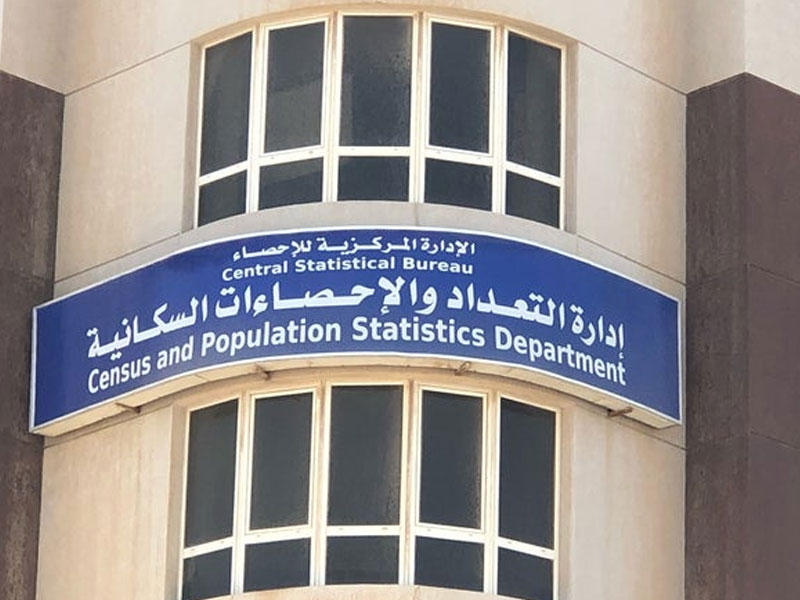 الإدارة المركزية للإحصاء
Central Statistical Bureau
إدارة التعداد والإحصاءات السكانية
Census and Population Statistics Department